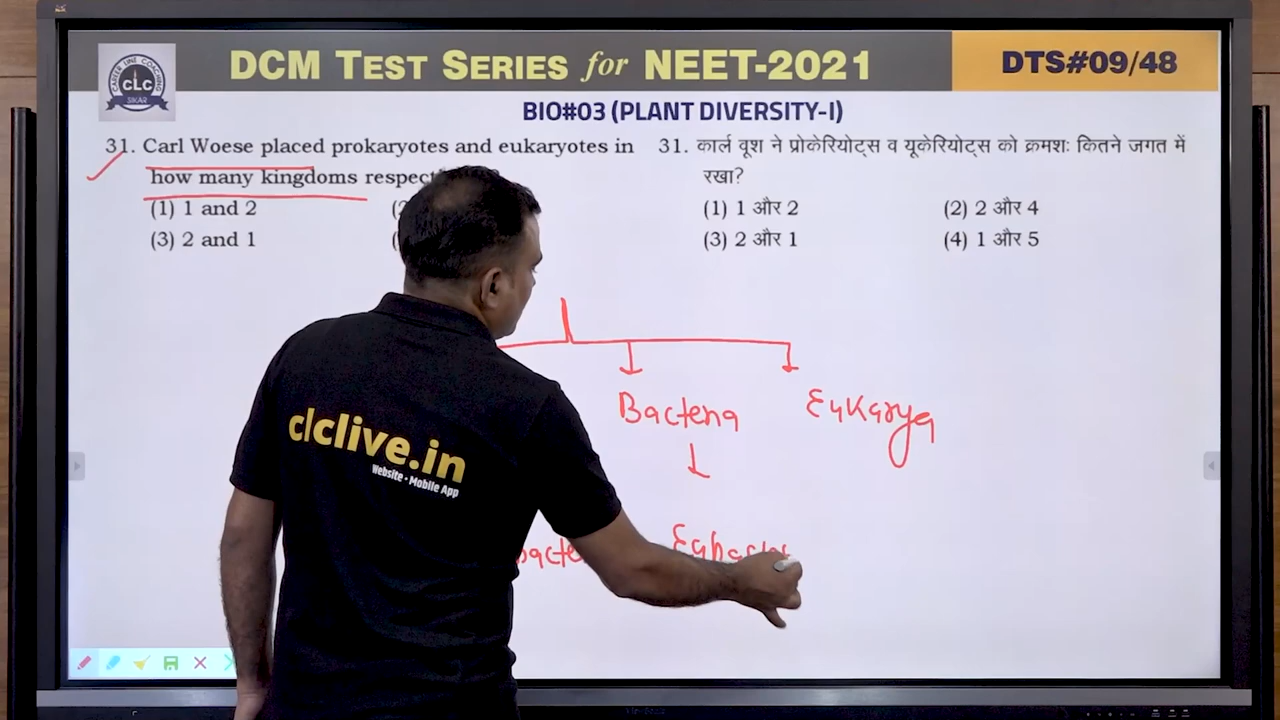 CLC
SIKAR
DCM TEST SERIES for NEET-2021
DTS#09/48
BIO#03 (PLANT DIVERSITY-I)
31. Carl Woese placed prokaryotes and eukaryotes in
how many kingdoms
(1) 1 and 2
(3) 2 and 1
31. कार्ल वूश ने प्रोकेरियोट्स व यूकेरियोट्स को क्रमशः कितने जगत में
रखा?
(1) 1 और 2
(2) 2 और 4
(3) 2 और 1
(4) 1 और 5
Bacteria
Eukarya
clclive.in
Website • Mobile App